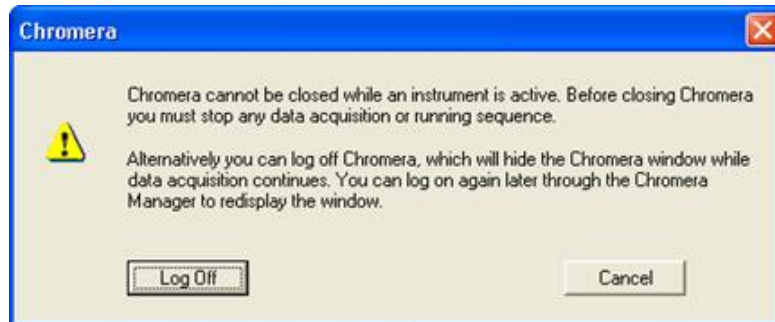 Chromera
Chromera cannot be closed while an instrument is active. Before closing Chromera
you must stop any data acquisition or running sequence.
Alternatively you can log off Chromera, which will hide the Chromera window while
data acquisition continues. You can log on again later through the Chromera
Manager to redisplay the window.
Log Off
Cancel